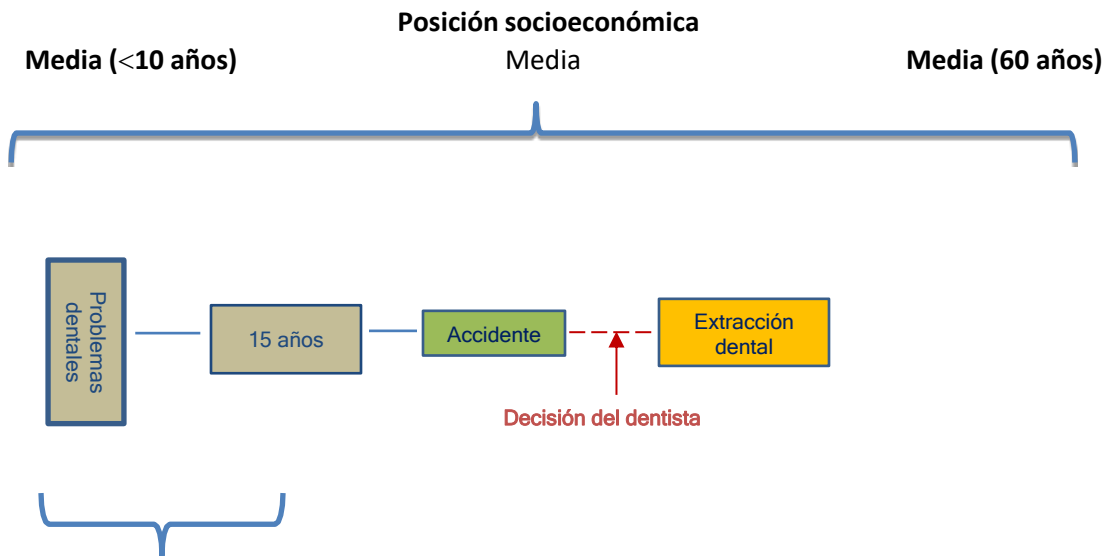 Posición socioeconómica
Media (<10 años)
Media
Media (60 años)
Problemas
dentales
15 años
Accidente
Extracción
dental
Decisión del dentista